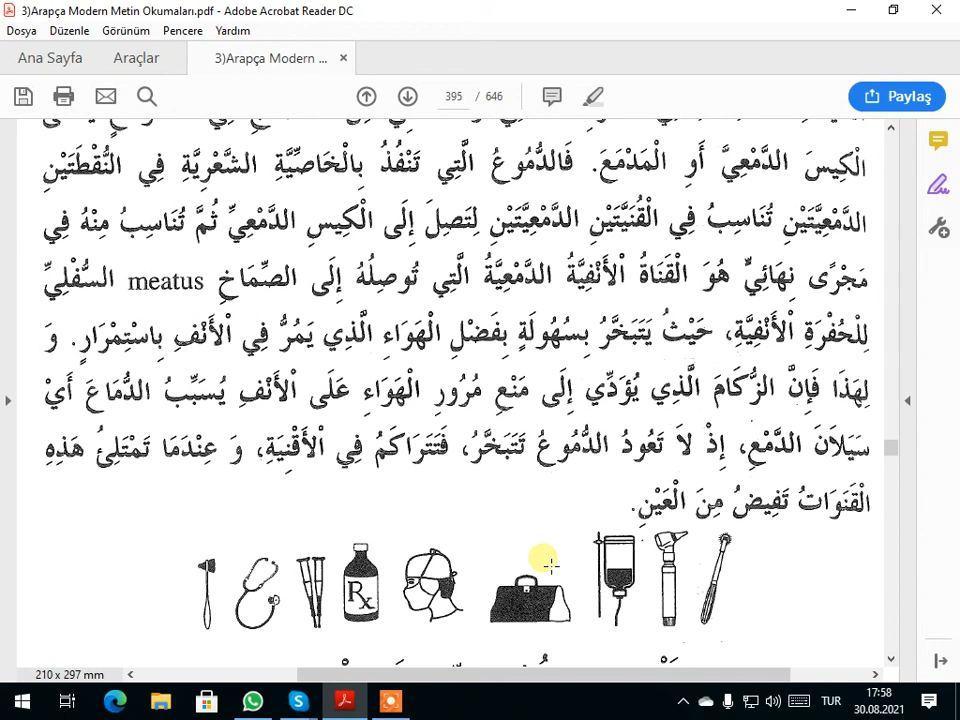 3)Arapça Modern Metin Okumaları.pdf - Adobe Acrobat Reader DC
Dosya Düzenle Görünüm Pencere Yardım
Ana Sayfa Araçlar 3)Arapça Modern ...
395 / 646 Paylaş
الْكِيسَ الدَّمْعِيَّ أَوِ الْمَدْمَعَ. فَالدُّمُوعُ الَّتِي تَنْفُذُ بِالْخَاصِّيَّةِ الشَّعْرِيَّةِ فِي النُّقْطَتَيْنِ
الدَّمْعِيَّتَيْنِ تُنَاسِبُ فِي الْقُنَيَّتَيْنِ الدَّمْعِيَّتَيْنِ لِتَصِلَ إِلَى الْكِيسِ الدَّمْعِيِّ ثُمَّ تُنَاسِبُ مِنْهُ فِي
مَجْرًى نِهَائِيٍّ هُوَ الْقَنَاةُ الْأَنْفِيَّةُ الدَّمْعِيَّةُ الَّتِي تُوصِلُهُ إِلَى الصِّمَاخِ meatus السُّفْلِيِّ
لِلْحُفْرَةِ الْأَنْفِيَّةِ، حَيْثُ يَتَبَخَّرُ بِسُهُولَةٍ بِفَضْلِ الْهَوَاءِ الَّذِي يَمُرُّ فِي الْأَنْفِ بِاسْتِمْرَارٍ. وَ
لِهَذَا فَإِنَّ الزُّكَامَ الَّذِي يُؤَدِّي إِلَى مَنْعِ مُرُورِ الْهَوَاءِ عَلَى الْأَنْفِ يُسَبِّبُ الدُّمَاعَ أَيْ
سَيَلَانَ الدَّمْعِ، إِذْ لاَ تَعُودُ الدُّمُوعُ تَتَبَخَّرُ، فَتَتَرَاكَمُ فِي الْأَقْنِيَةِ، وَ عِنْدَمَا تَمْتَلِئُ هَذِهِ
الْقَنَوَاتُ تَفِيضُ مِنَ الْعَيْنِ.
Rx
210 x 297 mm
TUR 17:58
30.08.2021